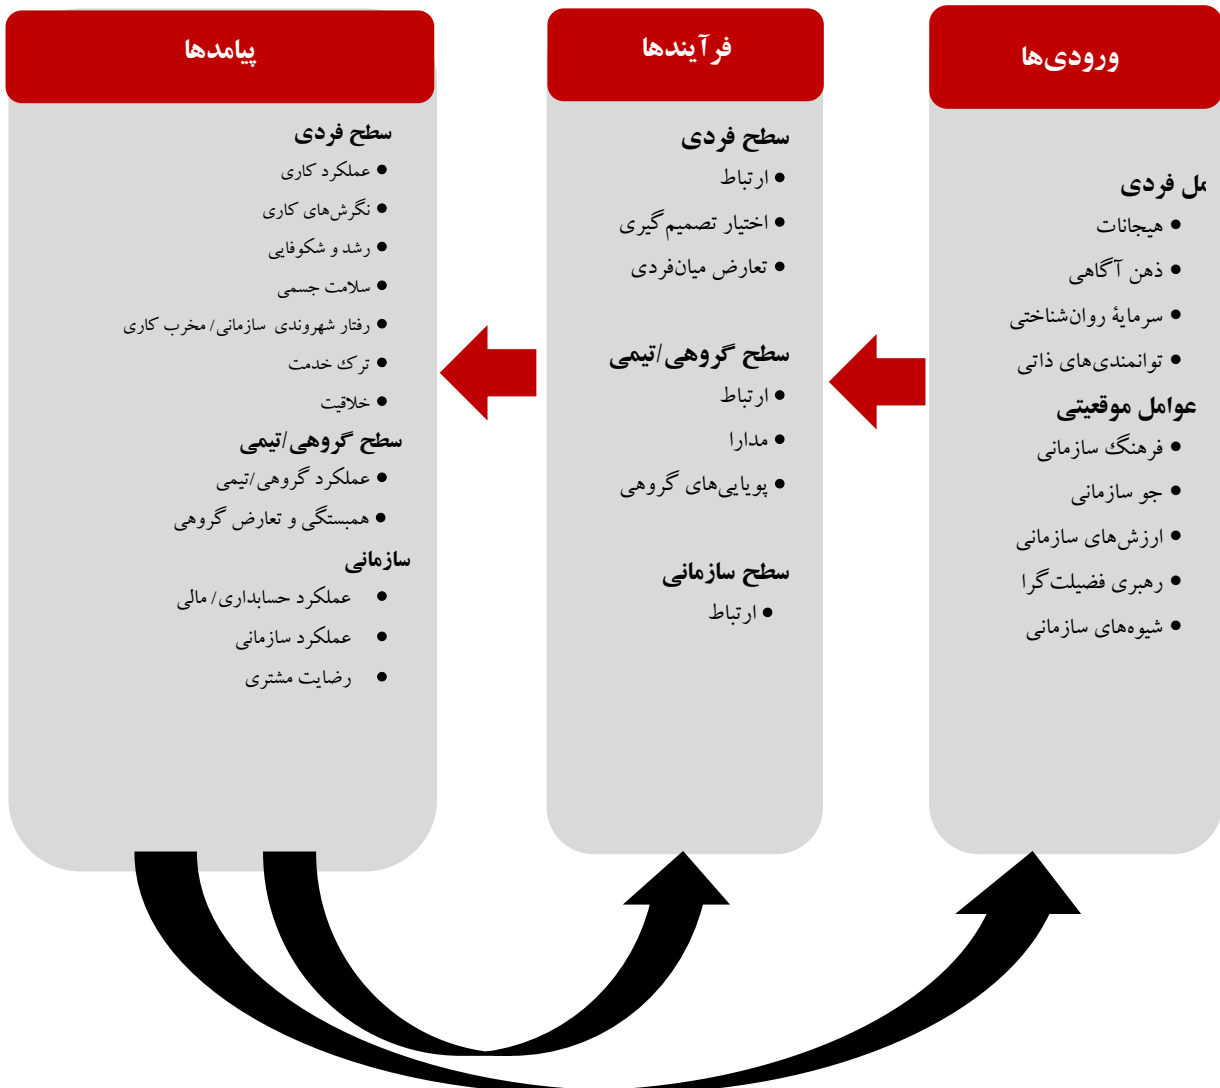 ورودی‌ها
مل فردی
• هیجانات
• ذهن آگاهی
• سرمایۀ روان‌شناختی
• توانمندی‌های ذاتی
عوامل موقعیتی
• فرهنگ سازمانی
• جو سازمانی
• ارزش‌های سازمانی
• رهبری فضیلت‌گرا
• شیوه‌های سازمانی
فرآیندها
سطح فردی
• ارتباط
• اختیار تصمیم‌گیری
• تعارض میان‌فردی
سطح گروهی/تیمی
• ارتباط
• مدارا
• پویایی‌های گروهی
سطح سازمانی
• ارتباط
پیامدها
سطح فردی
• عملکرد کاری
• نگرش‌های کاری
• رشد و شکوفایی
• سلامت جسمی
• رفتار شهروندی سازمانی/ مخرب کاری
• ترک خدمت
• خلاقیت
سطح گروهی/تیمی
• عملکرد گروهی/تیمی
• همبستگی و تعارض گروهی
سازمانی
• عملکرد حسابداری/ مالی
• عملکرد سازمانی
• رضایت مشتری